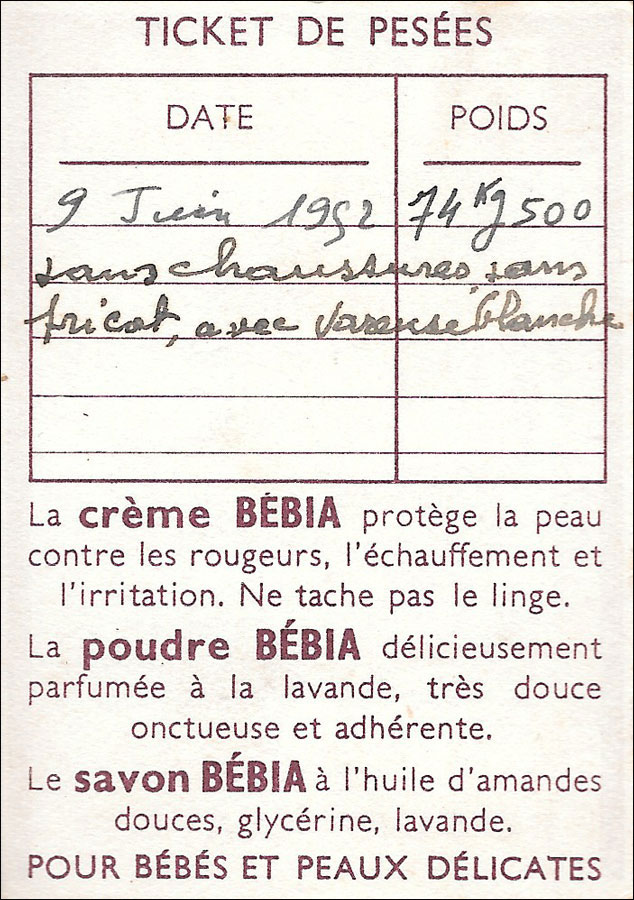 TICKET DE PESÉES
DATE POIDS
9 Juin 1952 74 Kg 500
sans chaussures, sans
tricot, avec vareuse blanche
La crème BÉBIA protège la peau
contre les rougeurs, l'échauffement et
l'irritation. Ne tache pas le linge.
La poudre BÉBIA délicieusement
parfumée à la lavande, très douce
onctueuse et adhérente.
Le savon BÉBIA à l'huile d'amandes
douces, glycérine, lavande.
POUR BÉBÉS ET PEAUX DÉLICATES